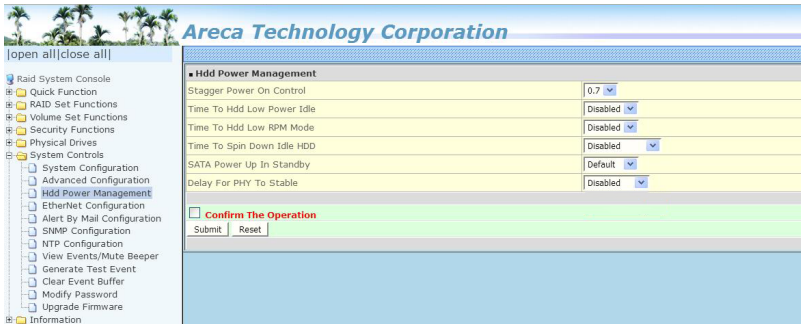 Areca Technology Corporation
|open all|close all|
Raid System Console
Quick Function
RAID Set Functions
Volume Set Functions
Security Functions
Physical Drives
System Controls
System Configuration
Advanced Configuration
Hdd Power Management
EtherNet Configuration
Alert By Mail Configuration
SNMP Configuration
NTP Configuration
View Events/Mute Beeper
Generate Test Event
Clear Event Buffer
Modify Password
Upgrade Firmware
Information
Hdd Power Management
Stagger Power On Control 0.7
Time To Hdd Low Power Idle Disabled
Time To Hdd Low RPM Mode Disabled
Time To Spin Down Idle HDD Disabled
SATA Power Up In Standby Default
Delay For PHY To Stable Disabled
Confirm The Operation
Submit Reset